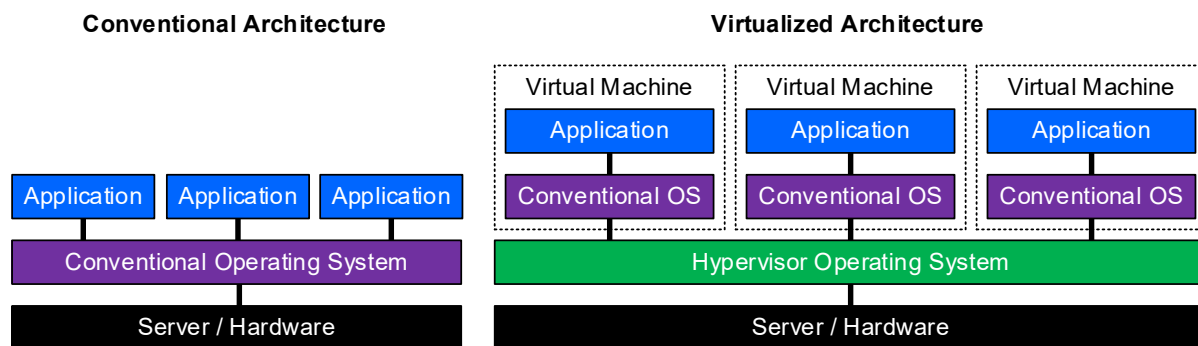 Conventional Architecture
Application
Application
Application
Conventional Operating System
Server / Hardware
Virtualized Architecture
Virtual Machine
Application
Conventional OS
Virtual Machine
Application
Conventional OS
Virtual Machine
Application
Conventional OS
Hypervisor Operating System
Server / Hardware